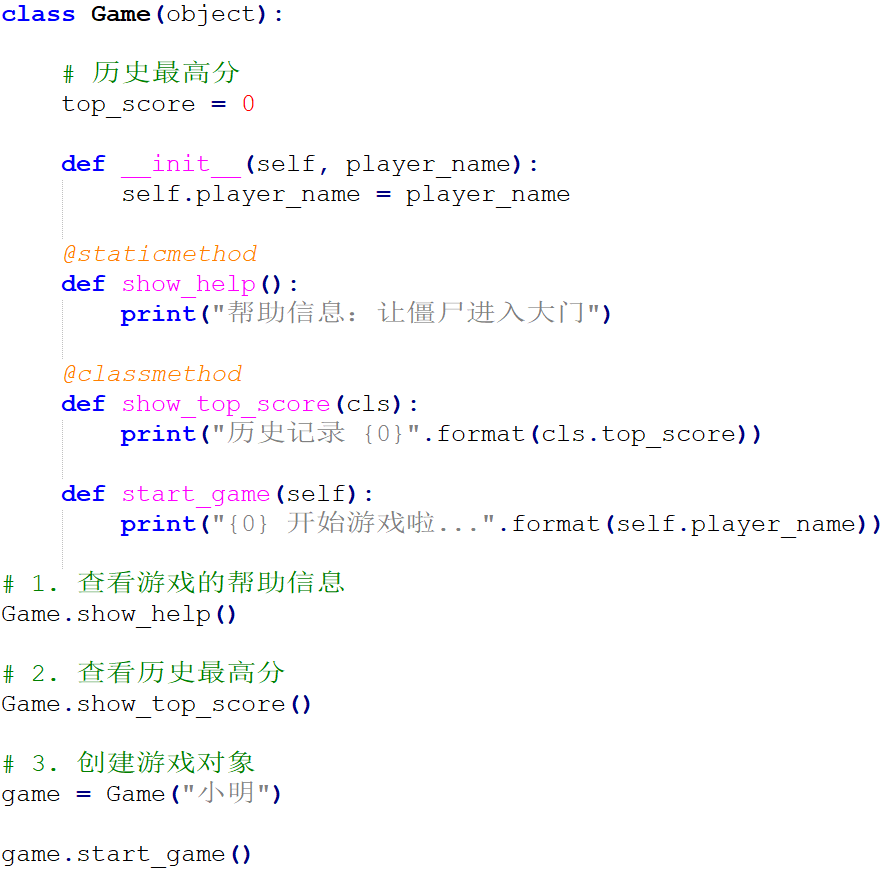 class Game(object):
    # 历史最高分
    top_score = 0
    def __init__(self, player_name):
        self.player_name = player_name
    @staticmethod
    def show_help():
        print("帮助信息：让僵尸进入大门")
    @classmethod
    def show_top_score(cls):
        print("历史记录 {0}".format(cls.top_score))
    def start_game(self):
        print("{0} 开始游戏啦...".format(self.player_name))
# 1. 查看游戏的帮助信息
Game.show_help()
# 2. 查看历史最高分
Game.show_top_score()
# 3. 创建游戏对象
game = Game("小明")
game.start_game()